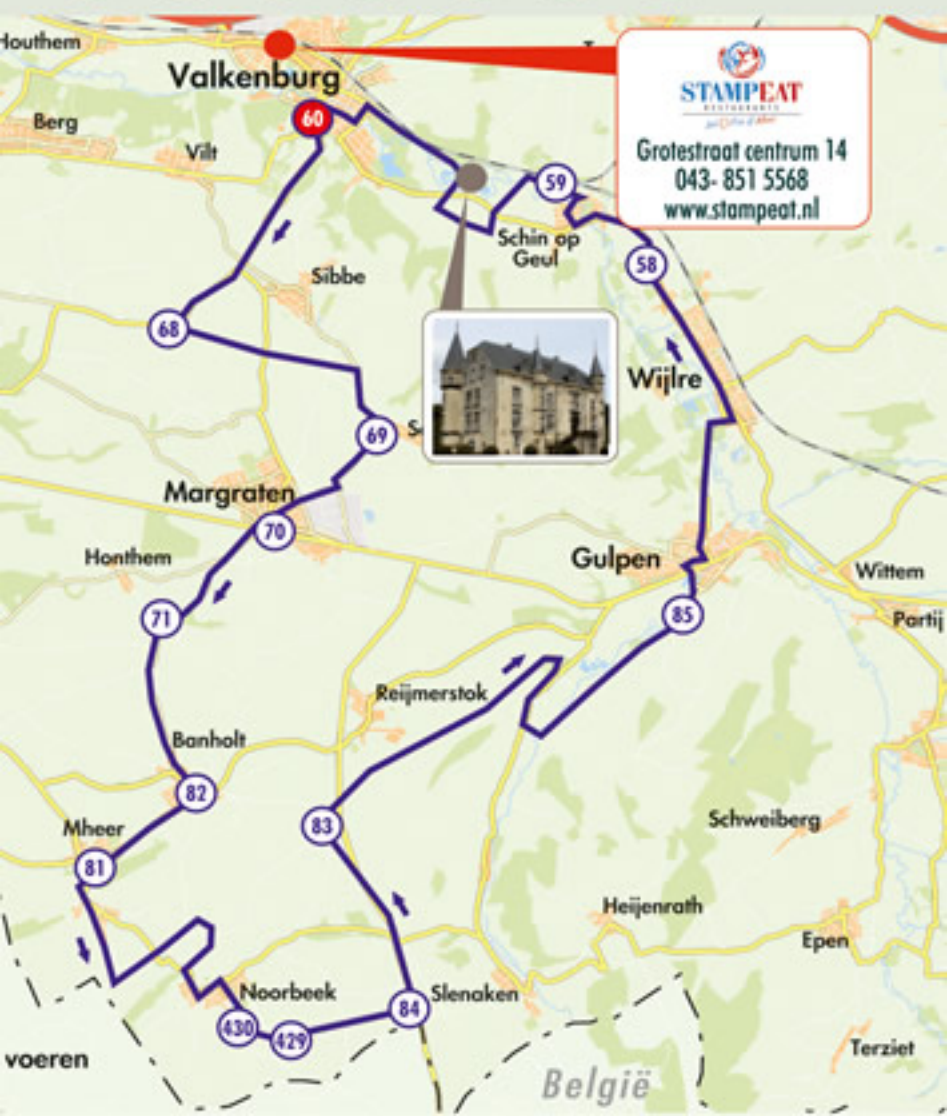 Houthem
Valkenburg
STAMPEAT
RESTAURANTS
Grotestraat centrum 14
043- 851 5568
www.stampeat.nl
Berg
60
Vilt
59
Schin op
Geul
58
Sibbe
68
Wijlre
69
S
Margraten
70
Honthem
Gulpen
Wittem
71
85
Partij
Reijmerstok
Banholt
82
Mheer
83
Schweiberg
81
Heijenrath
Epen
Noorbeek
Slenaken
84
430
429
voeren
Terziet
België